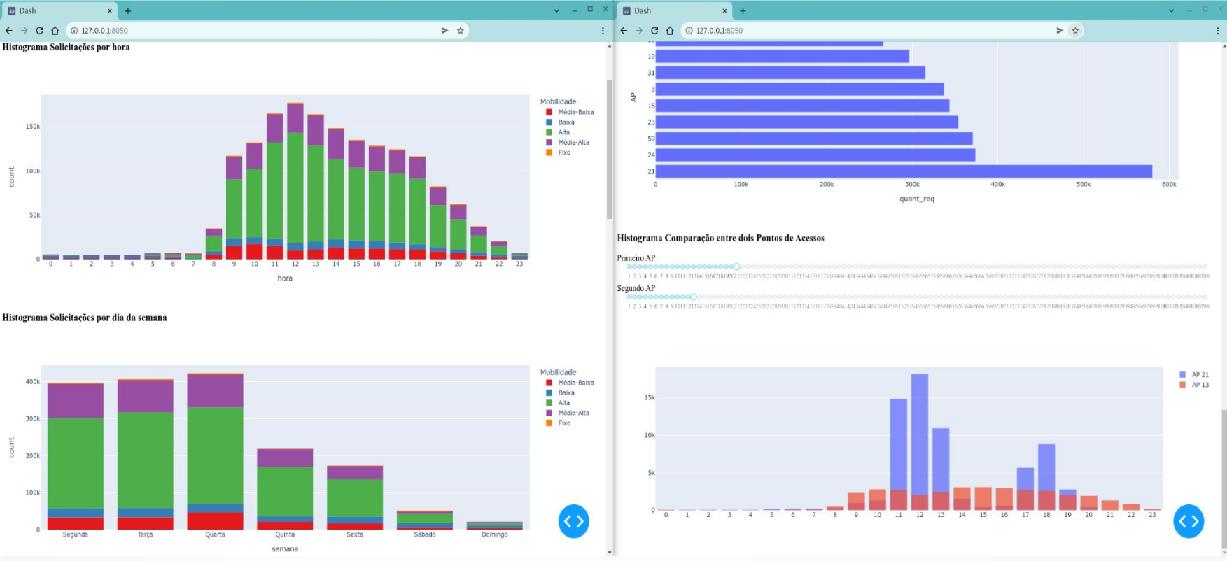 Dash
127.0.0.1:8050
Histograma Solicitações por hora
count
150k
100k
50k
0
0 1 2 3 4 5 6 7 8 9 10 11 12 13 14 15 16 17 18 19 20 21 22 23
hora
Mobilidade
Média-Baixa
Baixa
Alta
Média-Alta
Fixo
Histograma Solicitações por dia da semana
count
400k
300k
200k
100k
0
Segunda Terça Quarta Quinta Sexta Sábado Domingo
semana
Mobilidade
Média-Baixa
Baixa
Alta
Média-Alta
Fixo
Dash
127.0.0.1:8050
AP
31
3
50
24
21
0 100k 200k 300k 400k 500k 600k
quant_req
Histograma Comparação entre dois Pontos de Acessos
Primeiro AP
Segundo AP
15k
10k
5k
0
0 1 2 3 4 5 6 7 8 9 10 11 12 13 14 15 16 17 18 19 20 21 22 23
AP 21
AP 13